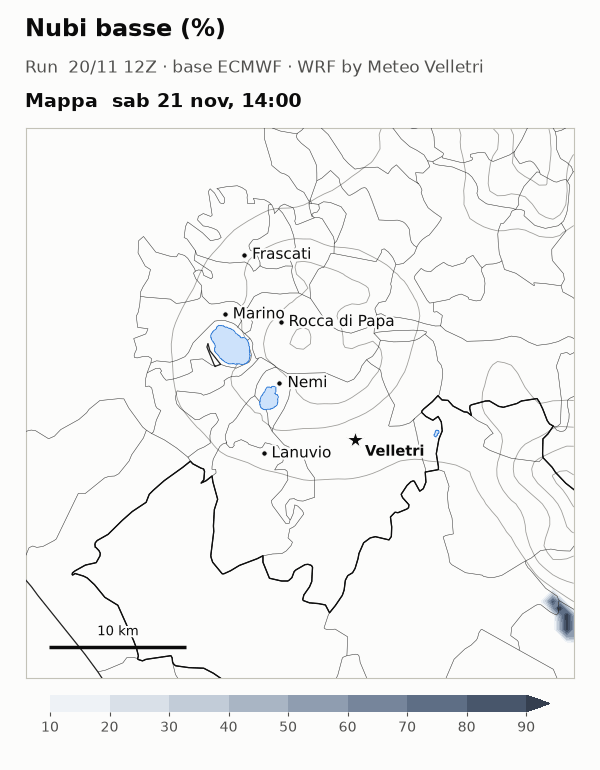 Nubi basse (%)
Run  20/11 12Z · base ECMWF · WRF by Meteo Velletri
Mappa  sab 21 nov, 14:00
Frascati
Marino
Rocca di Papa
Nemi
Velletri
Lanuvio
10 km
10 20 30 40 50 60 70 80 90